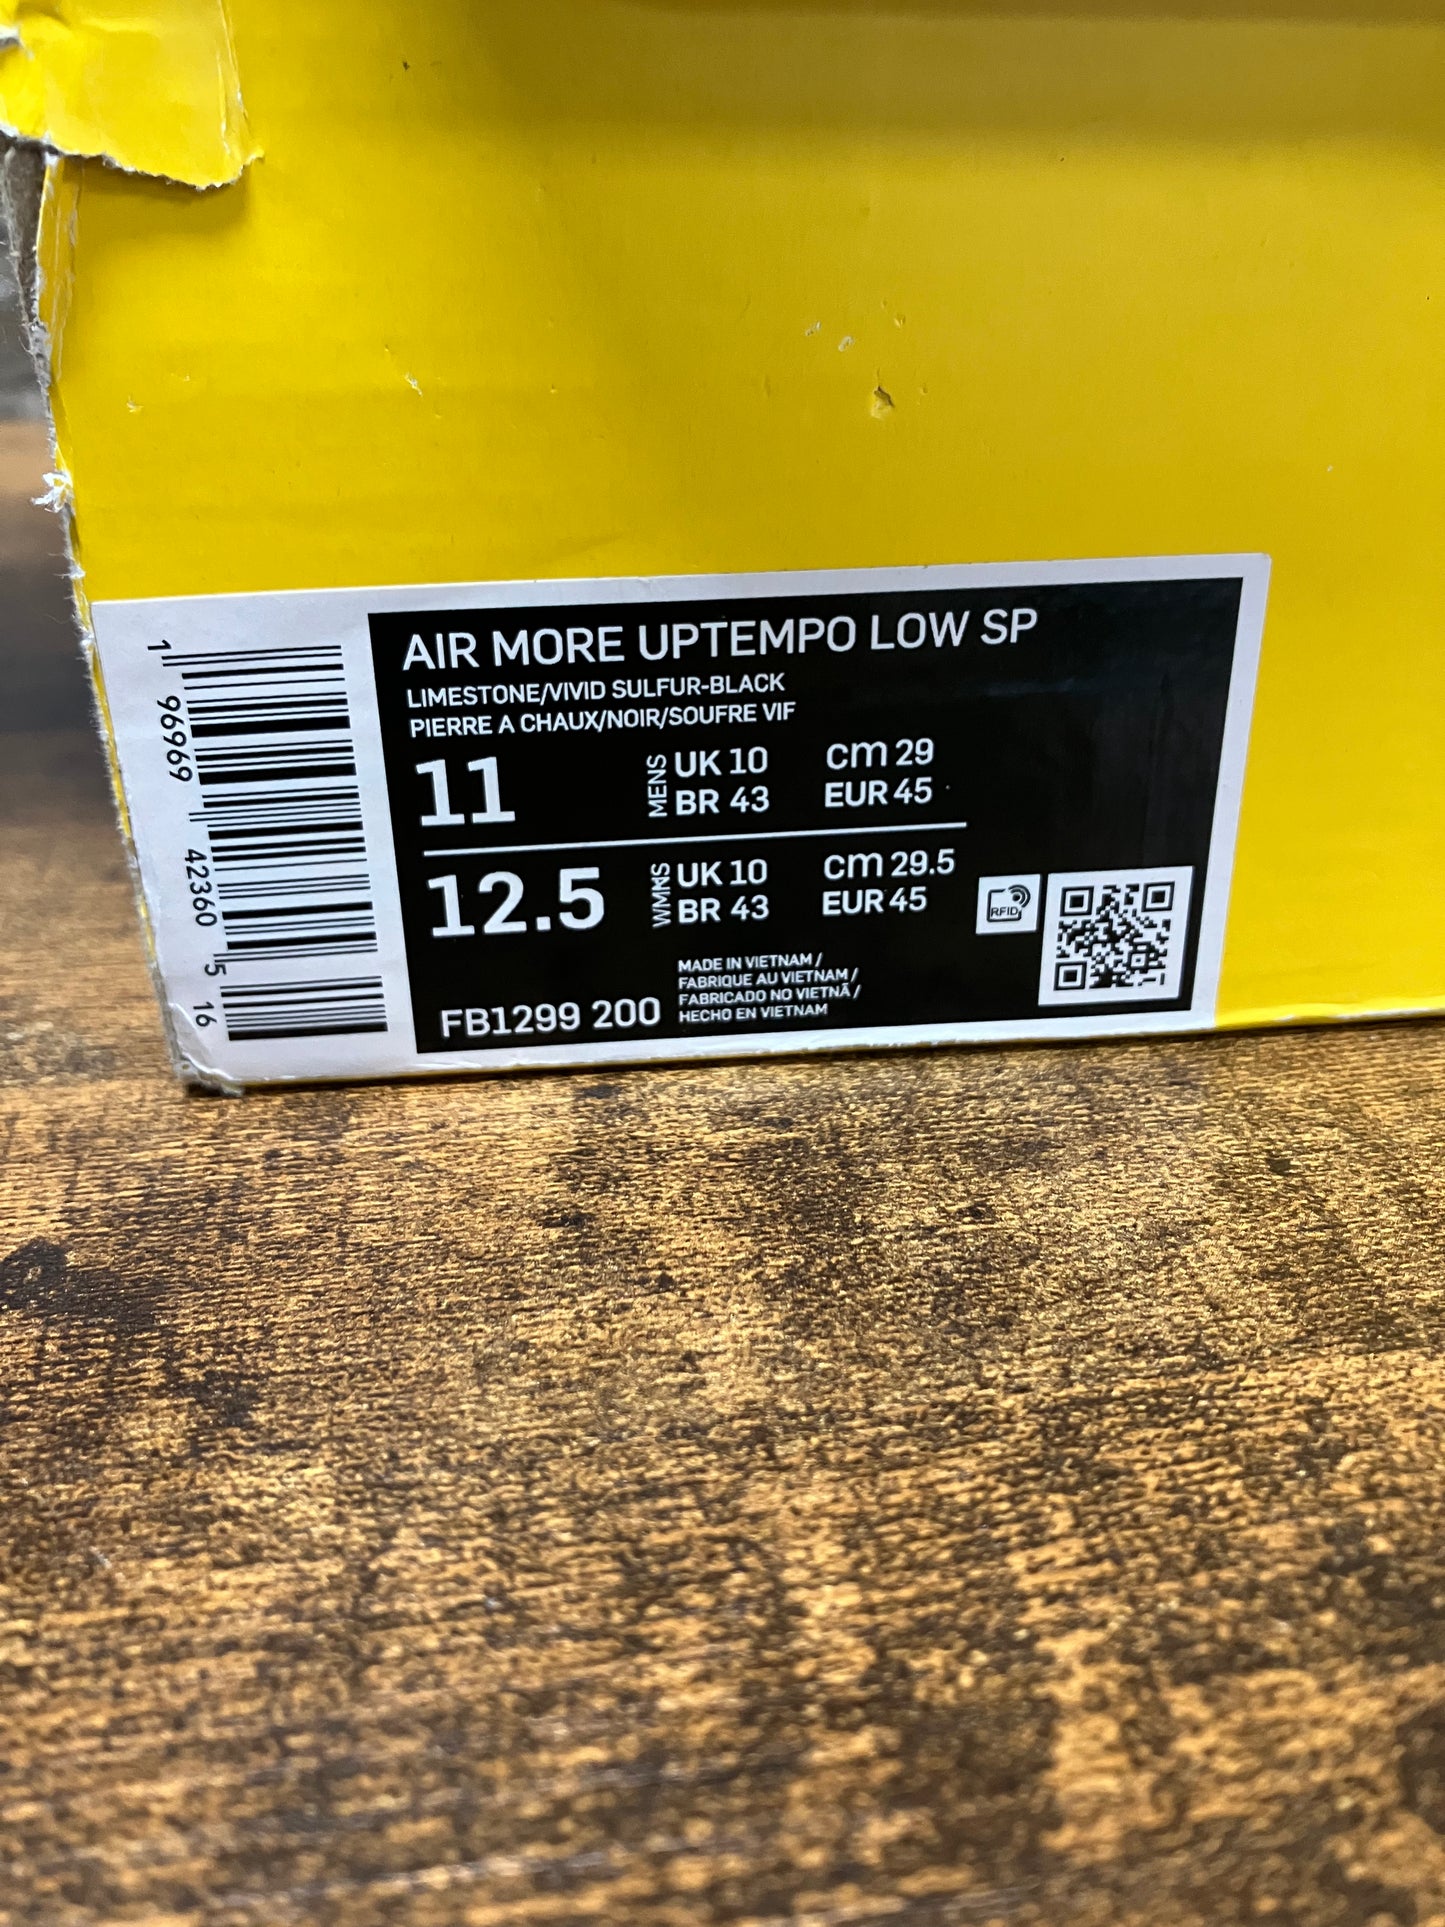 AIR MORE UPTEMPO LOW SP
LIMESTONE/VIVID SULFUR-BLACK
PIERRE A CHAUX/NOIR/SOUFRE VIF
11 MENS UK 10 cm 29
BR 43 EUR 45
12.5 WMNS UK 10 cm 29.5
BR 43 EUR 45
RFID
MADE IN VIETNAM /
FABRIQUE AU VIETNAM /
FABRICADO NO VIETNÃ /
HECHO EN VIETNAM
FB1299 200
1 96969 42360 5 16